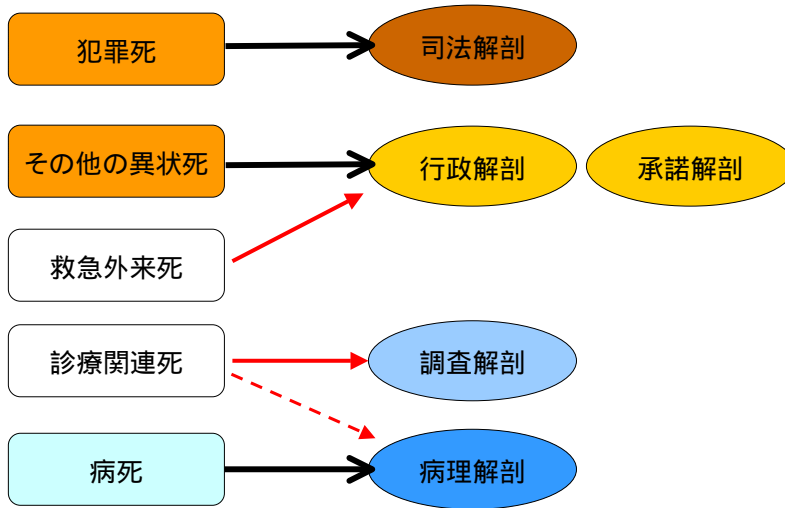 犯罪死
司法解剖
その他の異状死
行政解剖
承諾解剖
救急外来死
診療関連死
調査解剖
病死
病理解剖